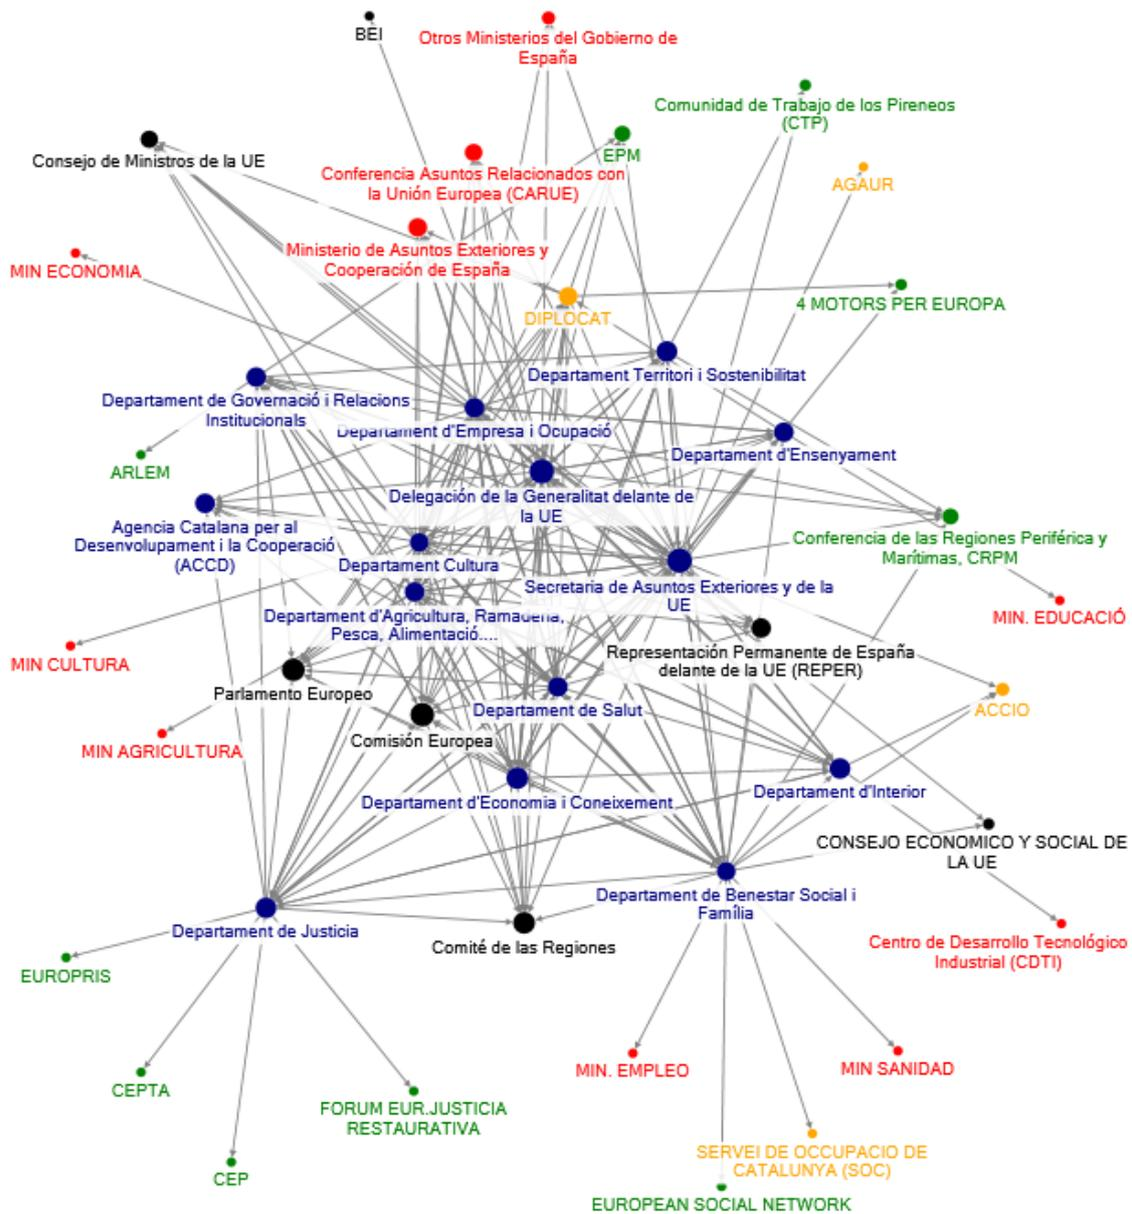 BEI
Otros Ministerios del Gobierno de
España
Comunidad de Trabajo de los Pireneos
(CTP)
EPM
Consejo de Ministros de la UE
Conferencia Asuntos Relacionados con
la Unión Europea (CARUE)
AGAUR
Ministerio de Asuntos Exteriores y
Cooperación de España
MIN ECONOMIA
4 MOTORS PER EUROPA
DIPLOCAT
Departament Territori i Sostenibilitat
Departament de Governació i Relacions
Institucionals
Departament d'Empresa i Ocupació
Departament d'Ensenyament
ARLEM
Delegación de la Generalitat delante de
la UE
Agencia Catalana per al
Desenvolupament i la Cooperació
(ACCD)
Conferencia de las Regiones Periférica y
Marítimas, CRPM
Departament Cultura
Secretaria de Asuntos Exteriores y de la
UE
Departament d'Agricultura, Ramaderia,
Pesca, Alimentació....
MIN. EDUCACIÓ
MIN CULTURA
Representación Permanente de España
delante de la UE (REPER)
Parlamento Europeo
Departament de Salut
ACCIO
MIN AGRICULTURA
Comisión Europea
Departament d'Economia i Coneixement
Departament d'Interior
CONSEJO ECONOMICO Y SOCIAL DE
LA UE
Departament de Benestar Social i
Família
Departament de Justicia
Comité de las Regiones
Centro de Desarrollo Tecnológico
Industrial (CDTI)
EUROPRIS
MIN. EMPLEO
MIN SANIDAD
CEPTA
FORUM EUR.JUSTICIA
RESTAURATIVA
CEP
SERVEI DE OCCUPACIO DE
CATALUNYA (SOC)
EUROPEAN SOCIAL NETWORK